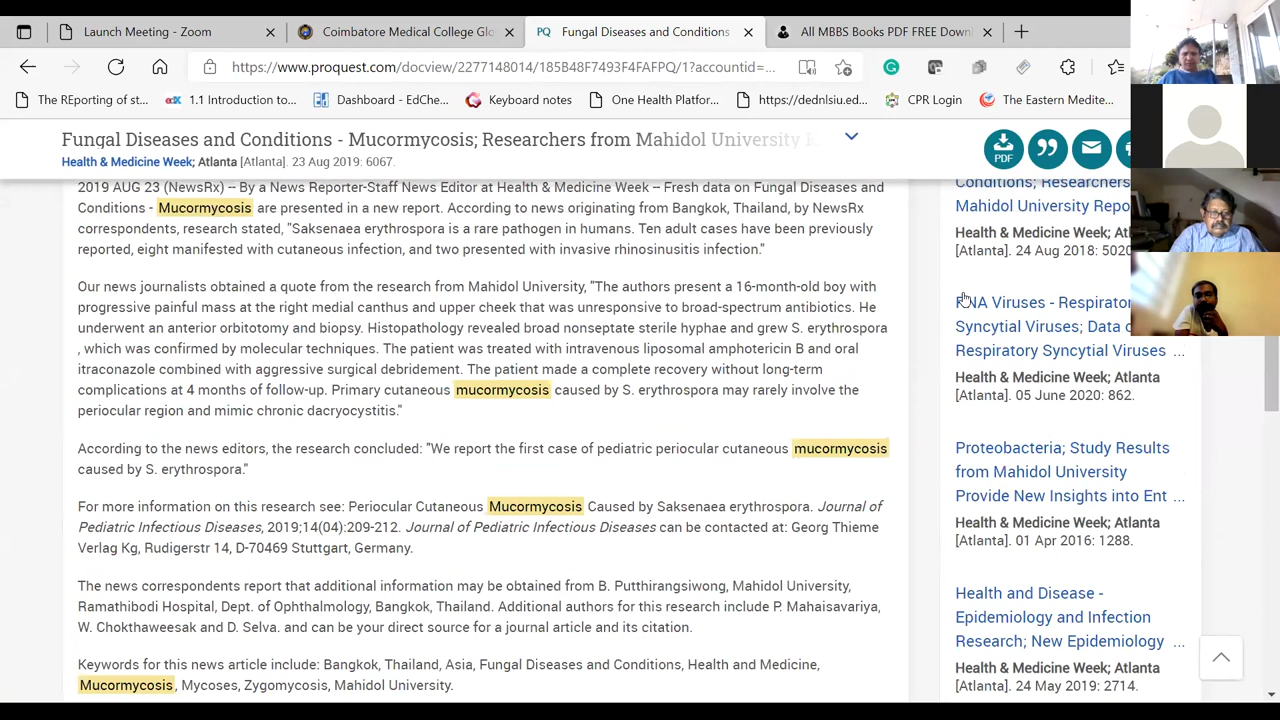 Launch Meeting - Zoom
Coimbatore Medical College Glo
PQ Fungal Diseases and Conditions
All MBBS Books PDF FREE Down
https://www.proquest.com/docview/2277148014/185B48F7493F4FAFPQ/1?accountid=...
The REporting of st...
1.1 Introduction to...
Dashboard - EdChe...
Keyboard notes
One Health Platfor...
https://dednlsiu.ed...
CPR Login
The Eastern Medite...
Fungal Diseases and Conditions - Mucormycosis; Researchers from Mahidol University
Health & Medicine Week; Atlanta [Atlanta]. 23 Aug 2019: 6067.
PDF
2019 AUG 23 (NewsRx) -- By a News Reporter-Staff News Editor at Health & Medicine Week -- Fresh data on Fungal Diseases and
Conditions - Mucormycosis are presented in a new report. According to news originating from Bangkok, Thailand, by NewsRx
correspondents, research stated, "Saksenaea erythrospora is a rare pathogen in humans. Ten adult cases have been previously
reported, eight manifested with cutaneous infection, and two presented with invasive rhinosinusitis infection."
Our news journalists obtained a quote from the research from Mahidol University, "The authors present a 16-month-old boy with
progressive painful mass at the right medial canthus and upper cheek that was unresponsive to broad-spectrum antibiotics. He
underwent an anterior orbitotomy and biopsy. Histopathology revealed broad nonseptate sterile hyphae and grew S. erythrospora
, which was confirmed by molecular techniques. The patient was treated with intravenous liposomal amphotericin B and oral
itraconazole combined with aggressive surgical debridement. The patient made a complete recovery without long-term
complications at 4 months of follow-up. Primary cutaneous mucormycosis caused by S. erythrospora may rarely involve the
periocular region and mimic chronic dacryocystitis."
According to the news editors, the research concluded: "We report the first case of pediatric periocular cutaneous mucormycosis
caused by S. erythrospora."
For more information on this research see: Periocular Cutaneous Mucormycosis Caused by Saksenaea erythrospora. Journal of
Pediatric Infectious Diseases, 2019;14(04):209-212. Journal of Pediatric Infectious Diseases can be contacted at: Georg Thieme
Verlag Kg, Rudigerstr 14, D-70469 Stuttgart, Germany.
The news correspondents report that additional information may be obtained from B. Putthirangsiwong, Mahidol University,
Ramathibodi Hospital, Dept. of Ophthalmology, Bangkok, Thailand. Additional authors for this research include P. Mahaisavariya,
W. Chokthaweesak and D. Selva. and can be your direct source for a journal article and its citation.
Keywords for this news article include: Bangkok, Thailand, Asia, Fungal Diseases and Conditions, Health and Medicine,
Mucormycosis, Mycoses, Zygomycosis, Mahidol University.
Conditions; Researchers
Mahidol University Repo
Health & Medicine Week; Atl
[Atlanta]. 24 Aug 2018: 5020
RNA Viruses - Respirator
Syncytial Viruses; Data o
Respiratory Syncytial Viruses ...
Health & Medicine Week; Atlanta
[Atlanta]. 05 June 2020: 862.
Proteobacteria; Study Results
from Mahidol University
Provide New Insights into Ent ...
Health & Medicine Week; Atlanta
[Atlanta]. 01 Apr 2016: 1288.
Health and Disease -
Epidemiology and Infection
Research; New Epidemiology ...
Health & Medicine Week; Atlanta
[Atlanta]. 24 May 2019: 2714.